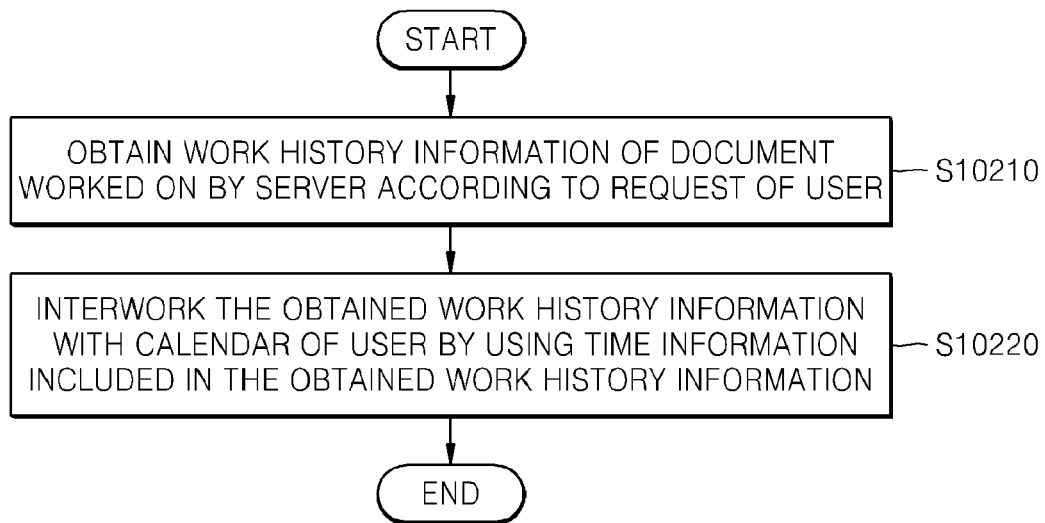 START
OBTAIN WORK HISTORY INFORMATION OF DOCUMENT
WORKED ON BY SERVER ACCORDING TO REQUEST OF USER
S10210
INTERWORK THE OBTAINED WORK HISTORY INFORMATION
WITH CALENDAR OF USER BY USING TIME INFORMATION
INCLUDED IN THE OBTAINED WORK HISTORY INFORMATION
S10220
END